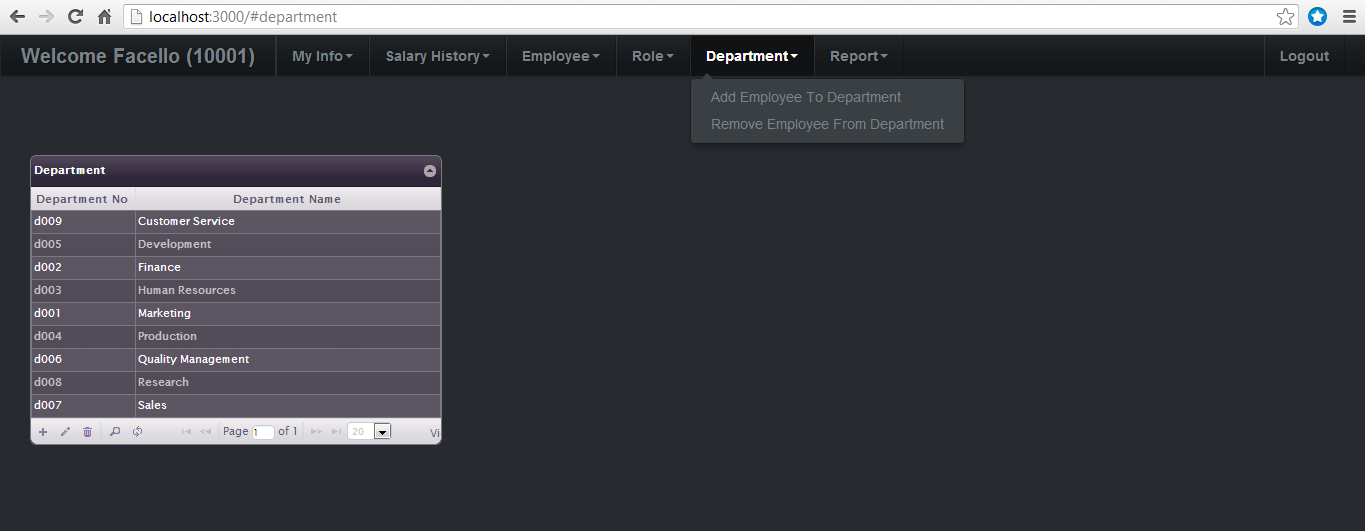 localhost:3000/#department
Welcome Facello (10001) My Info Salary History Employee Role Department Report Logout
Add Employee To Department
Remove Employee From Department
Department
Department No Department Name
d009 Customer Service
d005 Development
d002 Finance
d003 Human Resources
d001 Marketing
d004 Production
d006 Quality Management
d008 Research
d007 Sales
Page 1 of 1 20 Vi